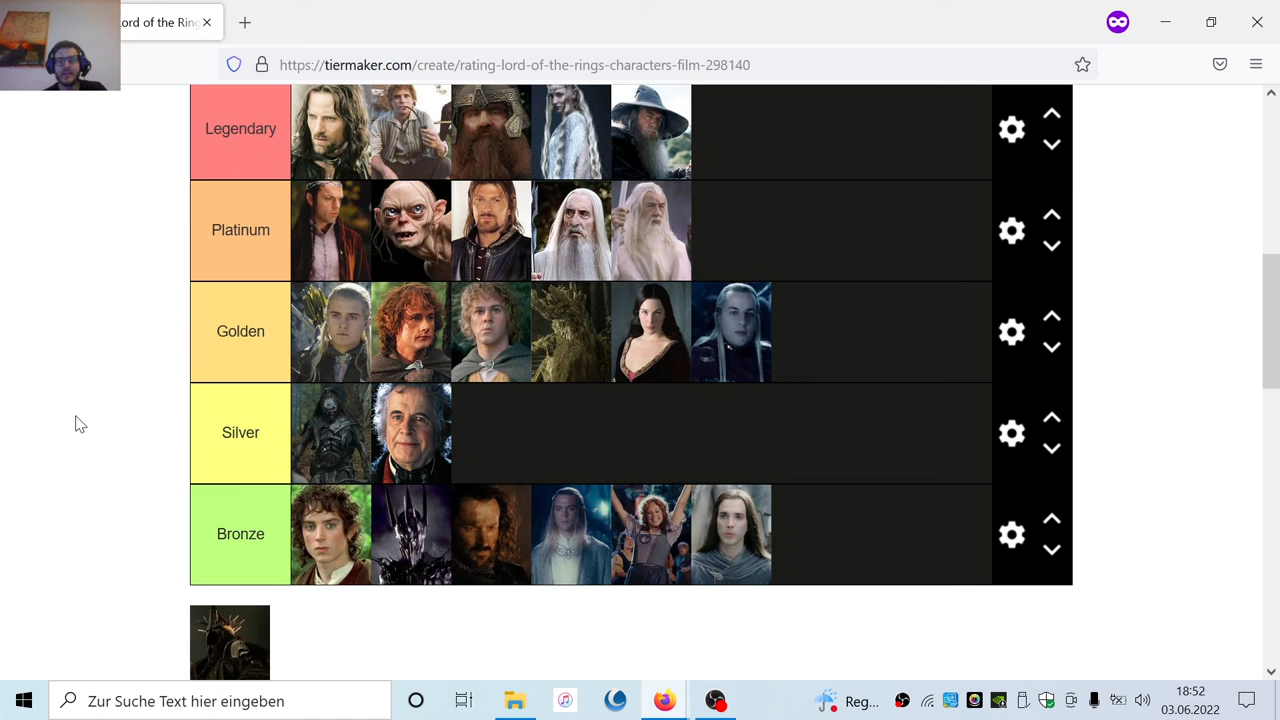 ord of the Ring
https://tiermaker.com/create/rating-lord-of-the-rings-characters-film-298140
Legendary
Platinum
Golden
Silver
Bronze
Zur Suche Text hier eingeben
Reg...
18:52
03.06.2022